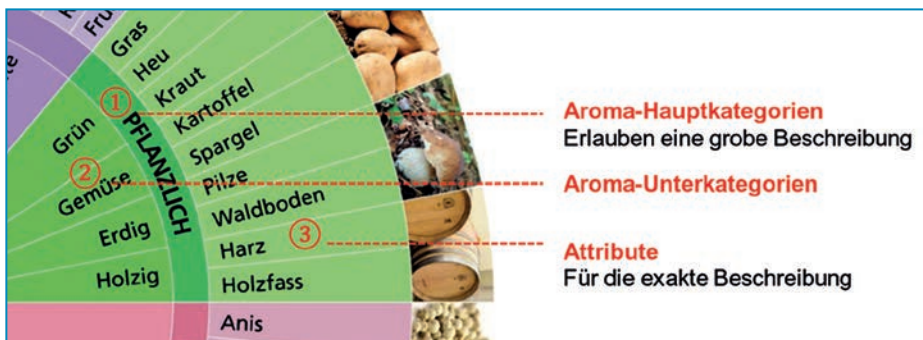 Fru
Gras
Heu
Kraut
Kartoffel
Spargel
Pilze
Waldboden
Harz
Holzfass
Anis
1
PFLANZLICH
Grün
2
Gemüse
Erdig
Holzig
3
Aroma-Hauptkategorien
Erlauben eine grobe Beschreibung
Aroma-Unterkategorien
Attribute
Für die exakte Beschreibung